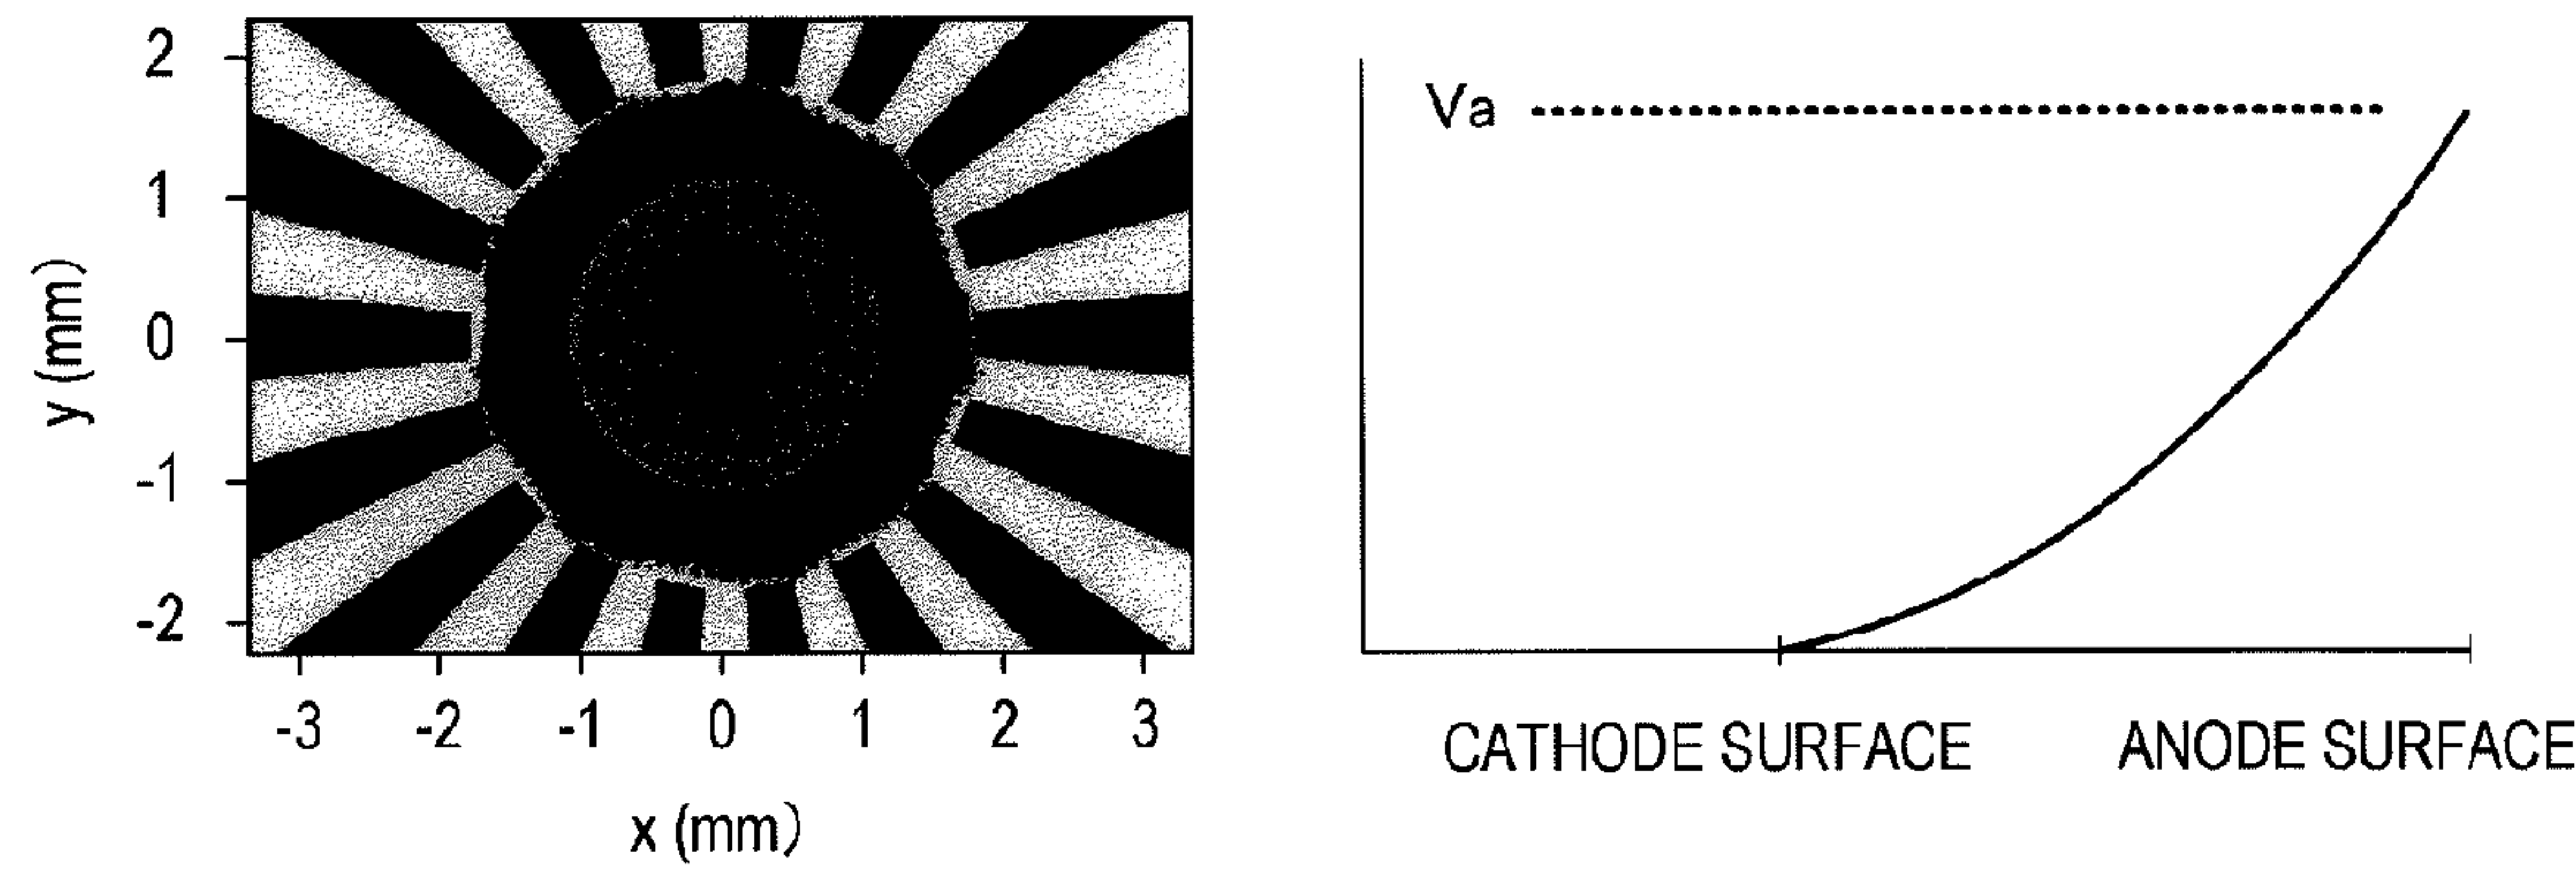 2
1
0
-1
-2
y (mm)
-3 -2 -1 0 1 2 3
x (mm)
Va
CATHODE SURFACE ANODE SURFACE